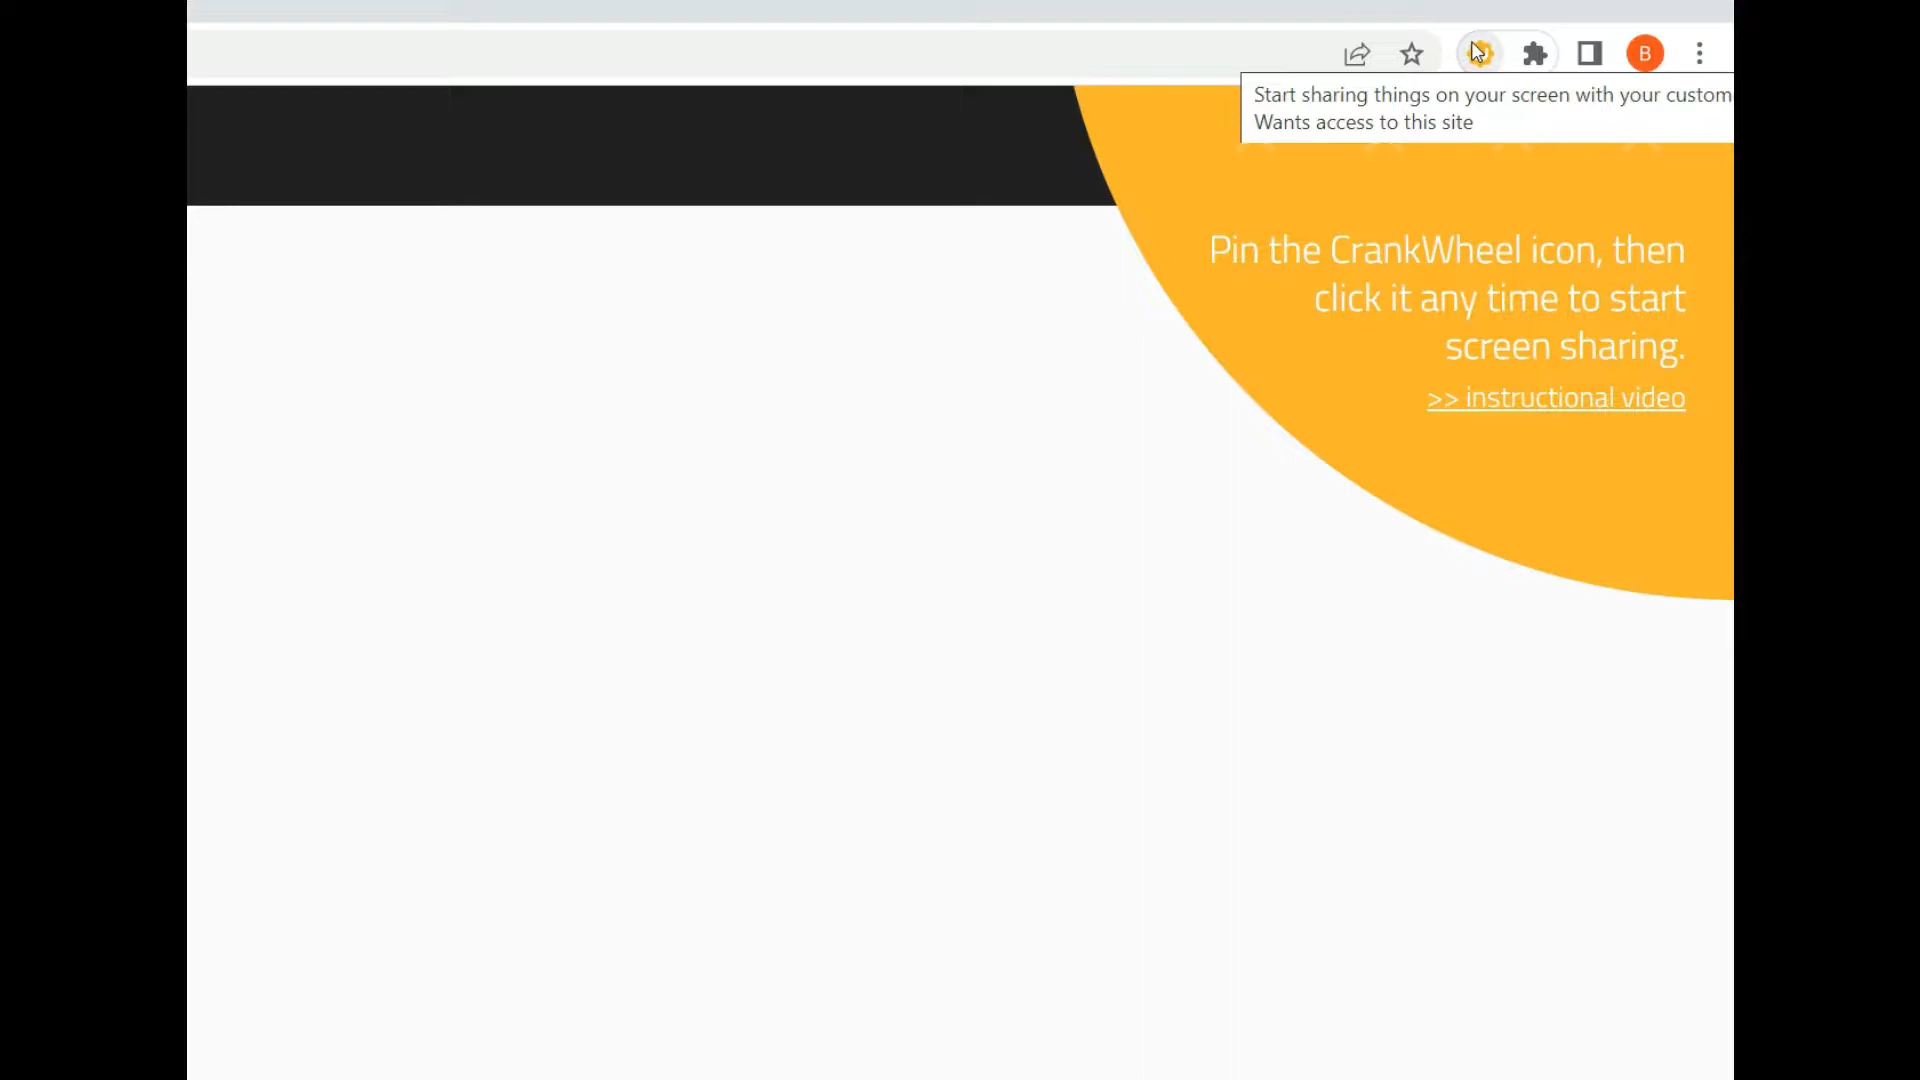 B
Start sharing things on your screen with your custom
Wants access to this site
Pin the CrankWheel icon, then
click it any time to start
screen sharing.
>> instructional video